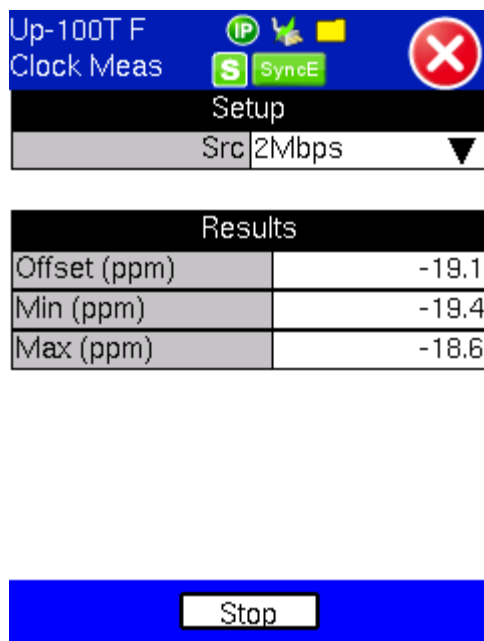 Up-100T F IP
Clock Meas S SyncE
Setup
Src 2Mbps
Results
Offset (ppm) -19.1
Min (ppm) -19.4
Max (ppm) -18.6
Stop